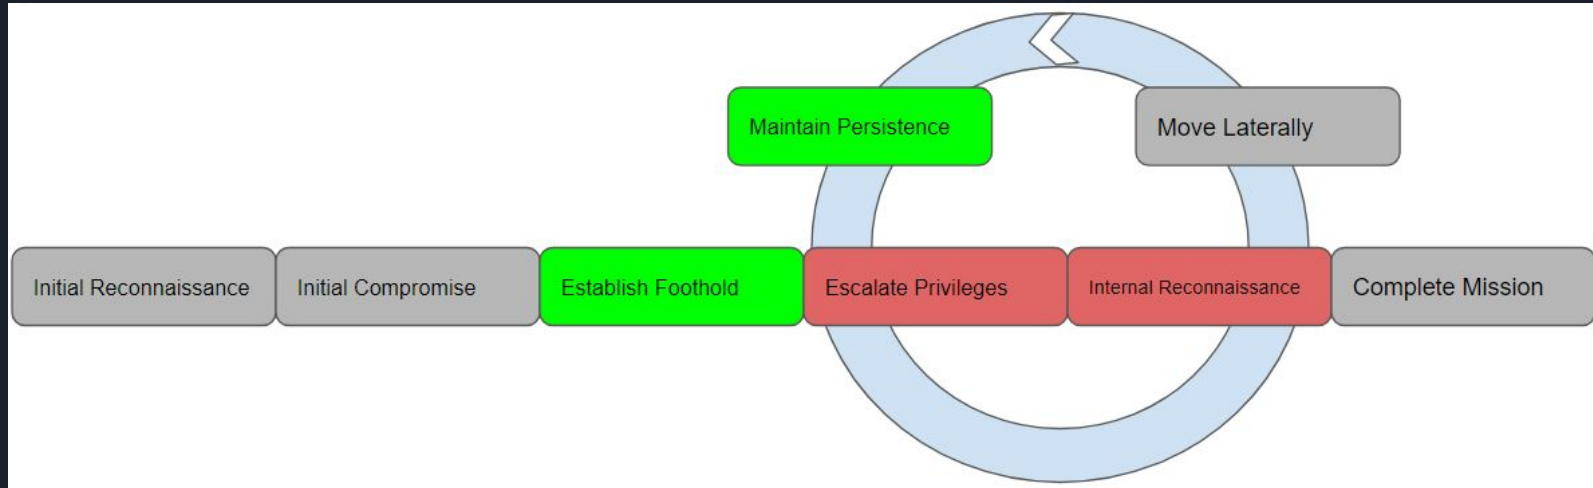 Maintain Persistence
Move Laterally
Initial Reconnaissance
Initial Compromise
Establish Foothold
Escalate Privileges
Internal Reconnaissance
Complete Mission